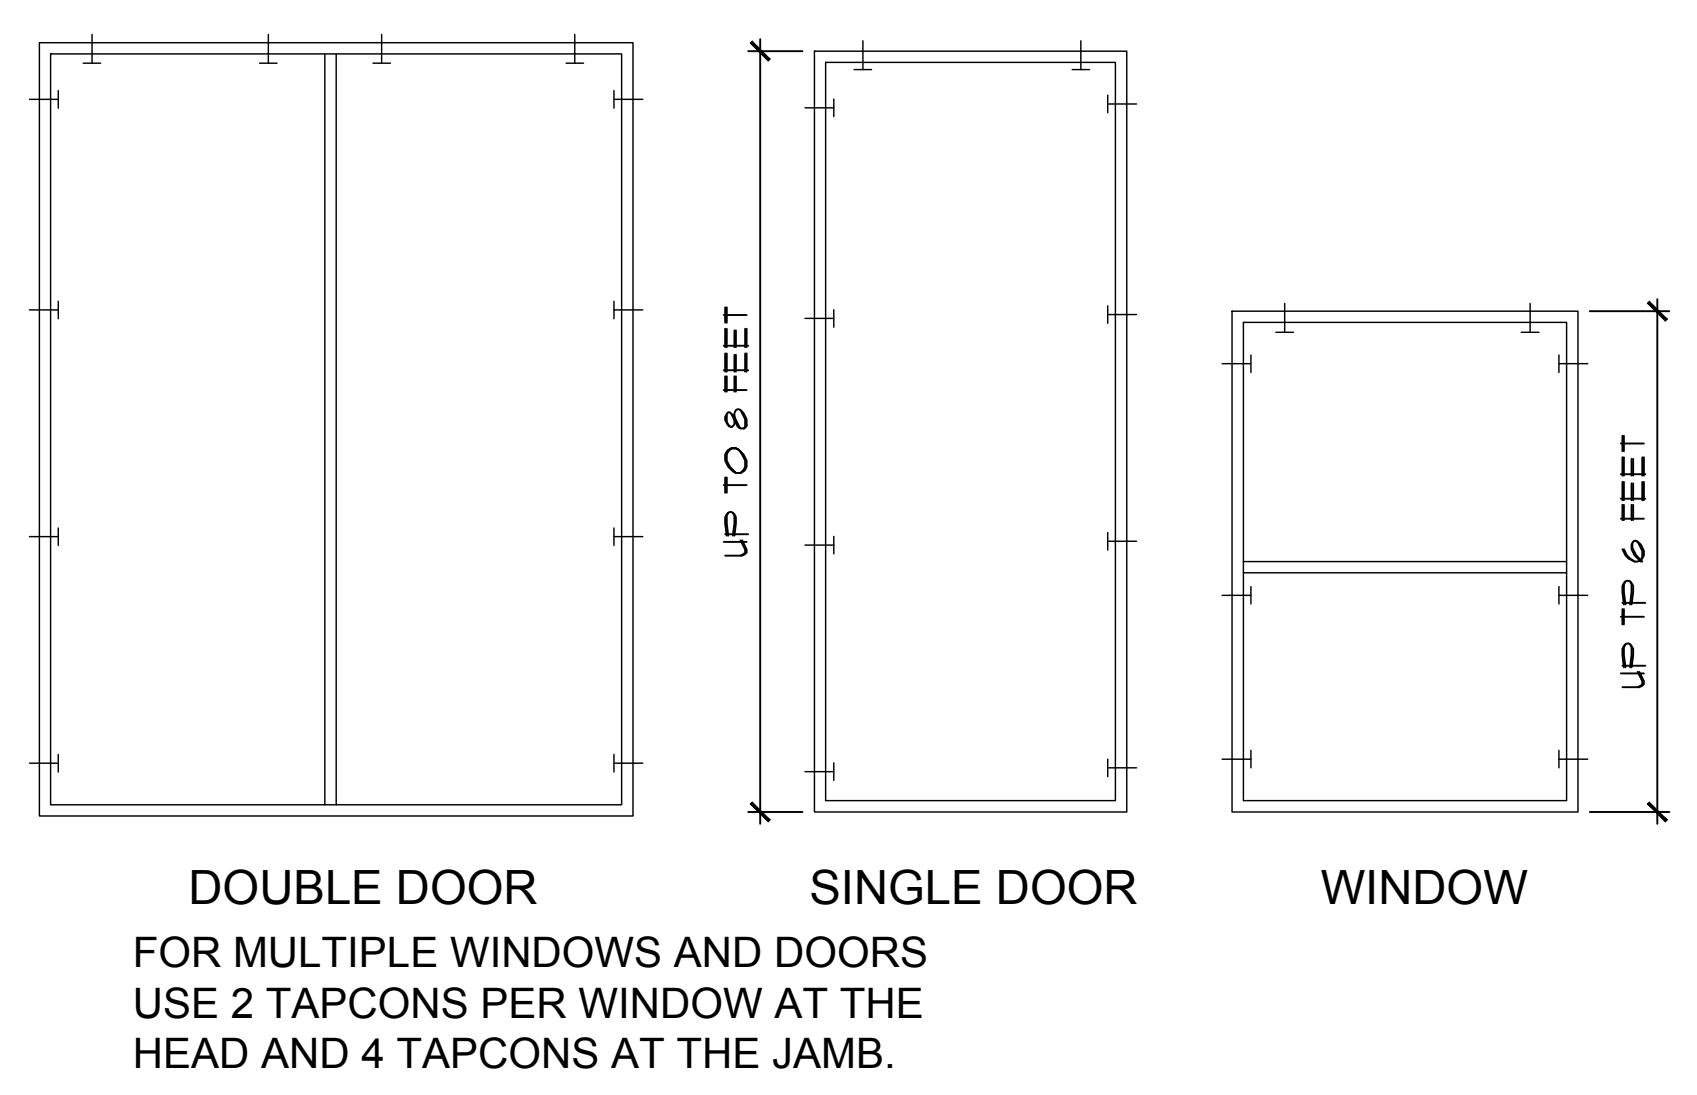 UP TO 8 FEET
UP TP 6 FEET
DOUBLE DOOR
SINGLE DOOR
WINDOW
FOR MULTIPLE WINDOWS AND DOORS
USE 2 TAPCONS PER WINDOW AT THE
HEAD AND 4 TAPCONS AT THE JAMB.